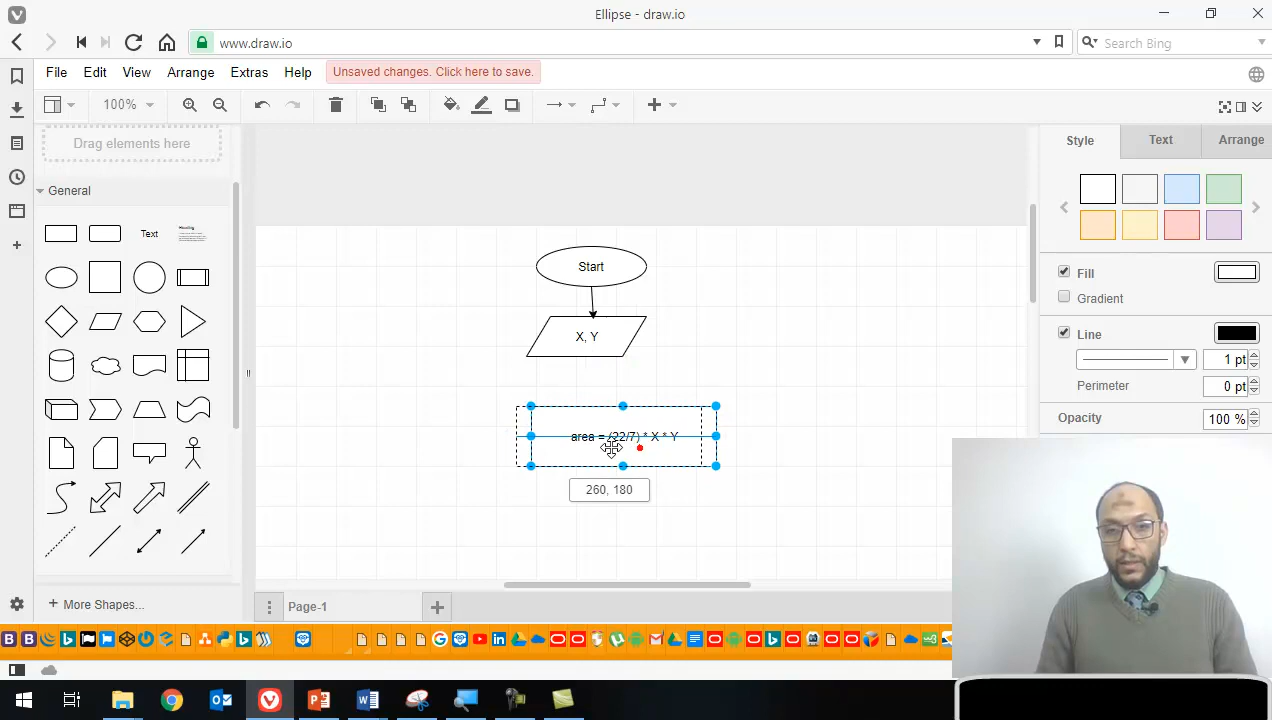 Ellipse - draw.io
www.draw.io
Search Bing
File Edit View Arrange Extras Help Unsaved changes. Click here to save.
100%
Drag elements here
Style Text Arrange
General
Text
Heading
Start
Fill
Gradient
X, Y
Line
1 pt
Perimeter 0 pt
Opacity 100 %
area = (22/7) * X * Y
260, 180
More Shapes...
Page-1